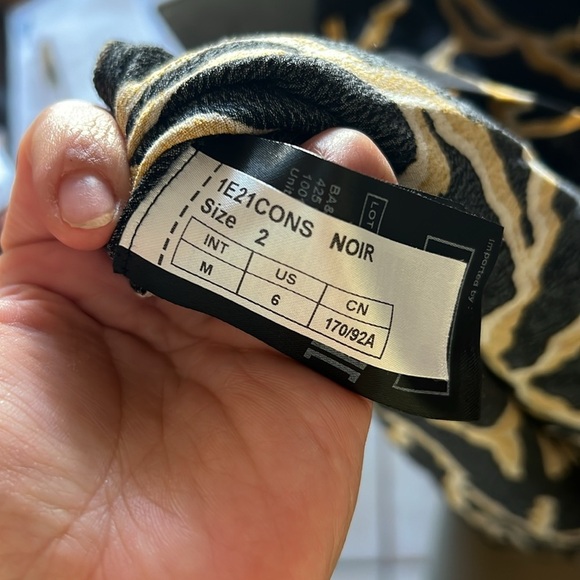 1E21CONS NOIR
Size 2
INT US CN
M 6 170/92A
LOT
imported by